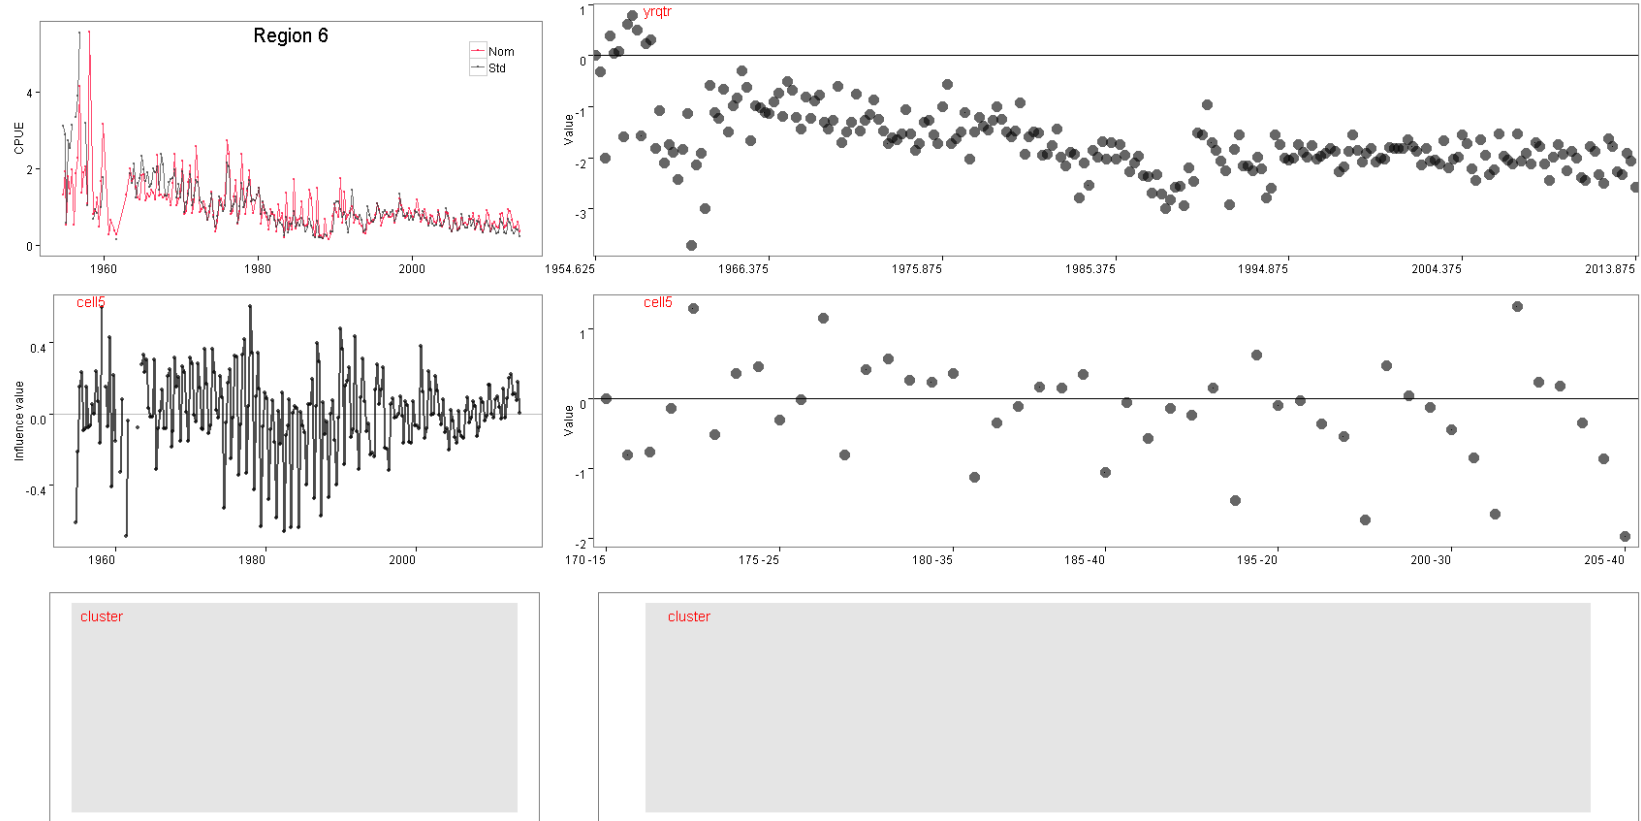 Region 6
Nom
Std
CPUE
4
2
0
1960
1980
2000
yrqtr
Value
1
0
-1
-2
-3
1954.625
1966.375
1975.875
1985.375
1994.875
2004.375
2013.875
cell5
Influence value
0.4
0.0
-0.4
1960
1980
2000
cell5
Value
1
0
-1
-2
170 -15
175 -25
180 -35
185 -40
195 -20
200 -30
205 -40
cluster
cluster